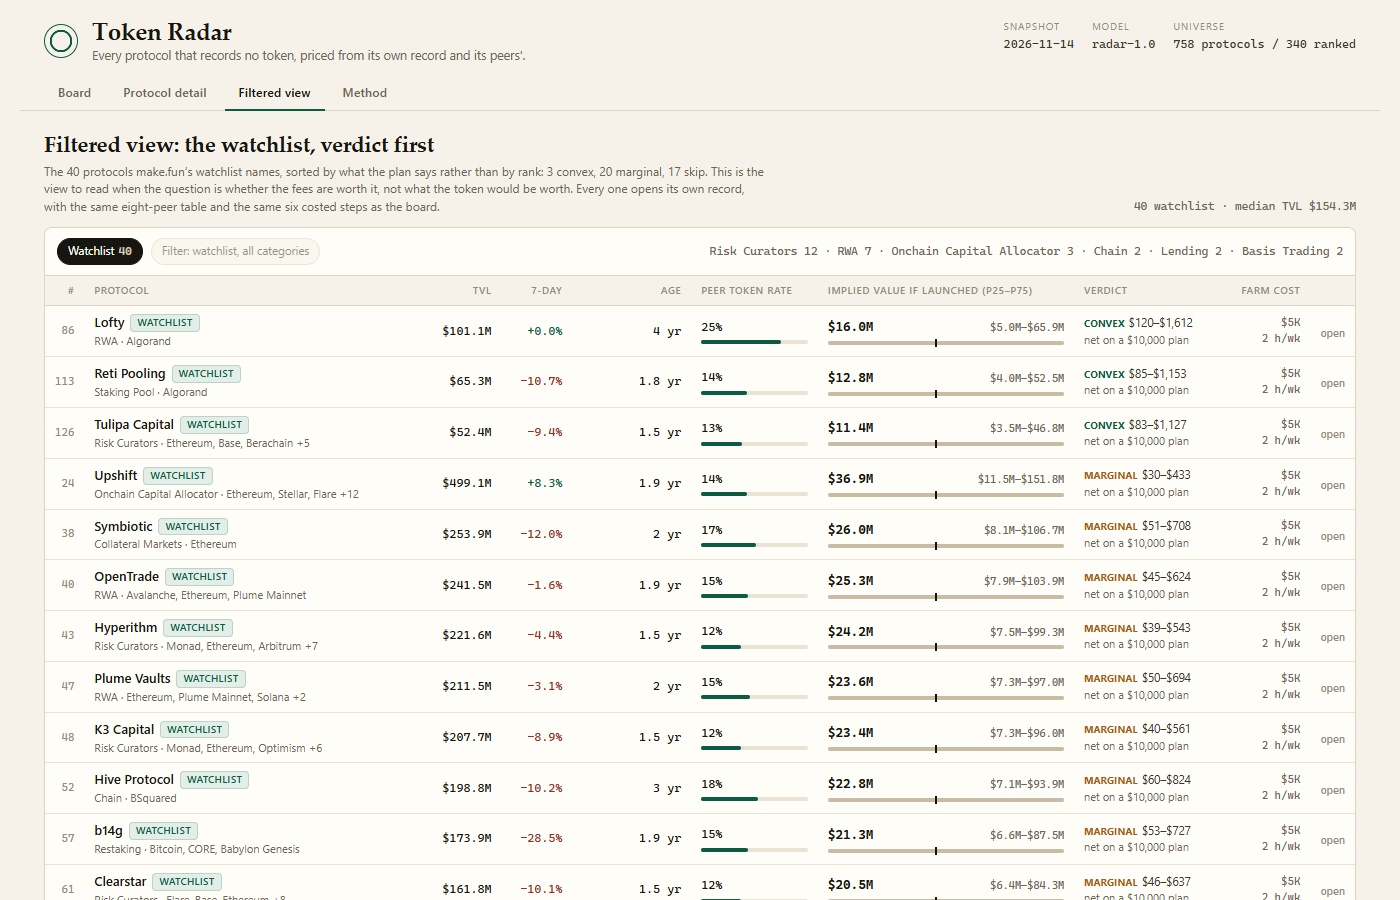 Token Radar
Every protocol that records no token, priced from its own record and its peers'.
SNAPSHOT
2026-11-14
MODEL
radar-1.0
UNIVERSE
758 protocols / 340 ranked
Board
Protocol detail
Filtered view
Method
Filtered view: the watchlist, verdict first
The 40 protocols make.fun's watchlist names, sorted by what the plan says rather than by rank: 3 convex, 20 marginal, 17 skip. This is the
view to read when the question is whether the fees are worth it, not what the token would be worth. Every one opens its own record,
with the same eight-peer table and the same six costed steps as the board.
40 watchlist · median TVL $154.3M
Watchlist 40
Filter: watchlist, all categories
Risk Curators 12 · RWA 7 · Onchain Capital Allocator 3 · Chain 2 · Lending 2 · Basis Trading 2
# PROTOCOL TVL 7-DAY AGE PEER TOKEN RATE IMPLIED VALUE IF LAUNCHED (P25–P75) VERDICT FARM COST
86 Lofty WATCHLIST $101.1M +0.0% 4 yr 25% $16.0M $5.0M–$65.9M CONVEX $120–$1,612 $5K open
RWA · Algorand net on a $10,000 plan 2 h/wk
113 Reti Pooling WATCHLIST $65.3M −10.7% 1.8 yr 14% $12.8M $4.0M–$52.5M CONVEX $85–$1,153 $5K open
Staking Pool · Algorand net on a $10,000 plan 2 h/wk
126 Tulipa Capital WATCHLIST $52.4M −9.4% 1.5 yr 13% $11.4M $3.5M–$46.8M CONVEX $83–$1,127 $5K open
Risk Curators · Ethereum, Base, Berachain +5 net on a $10,000 plan 2 h/wk
24 Upshift WATCHLIST $499.1M +8.3% 1.9 yr 14% $36.9M $11.5M–$151.8M MARGINAL $30–$433 $5K open
Onchain Capital Allocator · Ethereum, Stellar, Flare +12 net on a $10,000 plan 2 h/wk
38 Symbiotic WATCHLIST $253.9M −12.0% 2 yr 17% $26.0M $8.1M–$106.7M MARGINAL $51–$708 $5K open
Collateral Markets · Ethereum net on a $10,000 plan 2 h/wk
40 OpenTrade WATCHLIST $241.5M −1.6% 1.9 yr 15% $25.3M $7.9M–$103.9M MARGINAL $45–$624 $5K open
RWA · Avalanche, Ethereum, Plume Mainnet net on a $10,000 plan 2 h/wk
43 Hyperithm WATCHLIST $221.6M −4.4% 1.5 yr 12% $24.2M $7.5M–$99.3M MARGINAL $39–$543 $5K open
Risk Curators · Monad, Ethereum, Arbitrum +7 net on a $10,000 plan 2 h/wk
47 Plume Vaults WATCHLIST $211.5M −3.1% 2 yr 15% $23.6M $7.3M–$97.0M MARGINAL $50–$694 $5K open
RWA · Ethereum, Plume Mainnet, Solana +2 net on a $10,000 plan 2 h/wk
48 K3 Capital WATCHLIST $207.7M −8.9% 1.5 yr 12% $23.4M $7.3M–$96.0M MARGINAL $40–$561 $5K open
Risk Curators · Monad, Ethereum, Optimism +6 net on a $10,000 plan 2 h/wk
52 Hive Protocol WATCHLIST $198.8M −10.2% 3 yr 18% $22.8M $7.1M–$93.9M MARGINAL $60–$824 $5K open
Chain · BSquared net on a $10,000 plan 2 h/wk
57 b14g WATCHLIST $173.9M −28.5% 1.9 yr 15% $21.3M $6.6M–$87.5M MARGINAL $53–$727 $5K open
Restaking · Bitcoin, CORE, Babylon Genesis net on a $10,000 plan 2 h/wk
61 Clearstar WATCHLIST $161.8M −10.1% 1.5 yr 12% $20.5M $6.4M–$84.3M MARGINAL $46–$637 $5K open
Risk Curators · Flare, Base, Ethereum +8 net on a $10,000 plan 2 h/wk